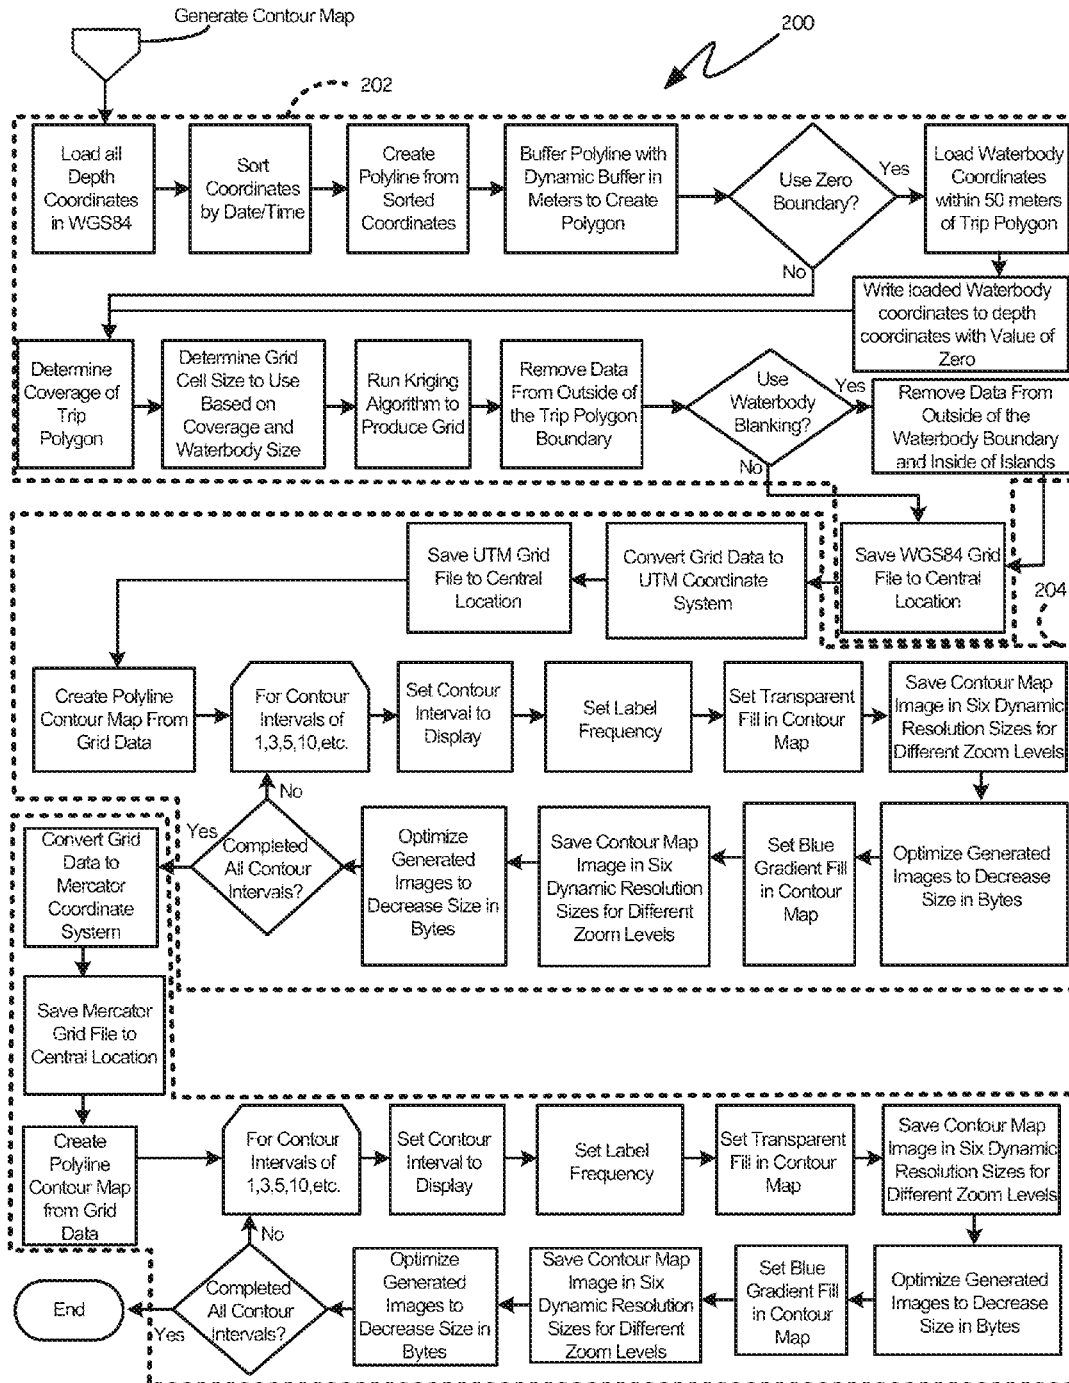 Generate Contour Map
200
202
Load all
Depth
Coordinates
in WGS84
Sort
Coordinates
by Date/Time
Create
Polyline from
Sorted
Coordinates
Buffer Polyline with
Dynamic Buffer in
Meters to Create
Polygon
Use Zero
Boundary?
Yes
No
Load Waterbody
Coordinates
within 50 meters
of Trip Polygon
Write loaded Waterbody
coordinates to depth
coordinates with Value of
Zero
Determine
Coverage of
Trip
Polygon
Determine Grid
Cell Size to Use
Based on
Coverage and
Waterbody Size
Run Kriging
Algorithm to
Produce Grid
Remove Data
From Outside of
the Trip Polygon
Boundary
Use
Waterbody
Blanking?
Yes
No
Remove Data From
Outside of the
Waterbody Boundary
and Inside of Islands
Save UTM Grid
File to Central
Location
Convert Grid Data to
UTM Coordinate
System
Save WGS84 Grid
File to Central
Location
204
Create Polyline
Contour Map From
Grid Data
For Contour
Intervals of
1,3,5,10,etc.
Set Contour
Interval to
Display
Set Label
Frequency
Set Transparent
Fill in Contour
Map
Save Contour Map
Image in Six Dynamic
Resolution Sizes for
Different Zoom Levels
No
Yes
Convert Grid
Data to
Mercator
Coordinate
System
Completed
All Contour
Intervals?
Optimize
Generated
Images to
Decrease Size in
Bytes
Save Contour Map
Image in Six
Dynamic Resolution
Sizes for Different
Zoom Levels
Set Blue
Gradient Fill
in Contour
Map
Optimize Generated
Images to Decrease
Size in Bytes
Save Mercator
Grid File to
Central Location
Create
Polyline
Contour Map
from Grid
Data
For Contour
Intervals of
1,3,5,10,etc.
Set Contour
Interval to
Display
Set Label
Frequency
Set Transparent
Fill in Contour
Map
Save Contour Map
Image in Six Dynamic
Resolution Sizes for
Different Zoom Levels
No
End
Yes
Completed
All Contour
Intervals?
Optimize
Generated
Images to
Decrease Size in
Bytes
Save Contour Map
Image in Six
Dynamic Resolution
Sizes for Different
Zoom Levels
Set Blue
Gradient Fill
in Contour
Map
Optimize Generated
Images to Decrease
Size in Bytes